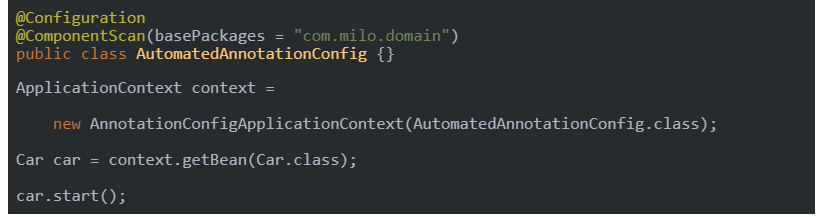 @Configuration
@ComponentScan(basePackages = "com.milo.domain")
public class AutomatedAnnotationConfig {}
ApplicationContext context =
new AnnotationConfigApplicationContext(AutomatedAnnotationConfig.class);
Car car = context.getBean(Car.class);
car.start();